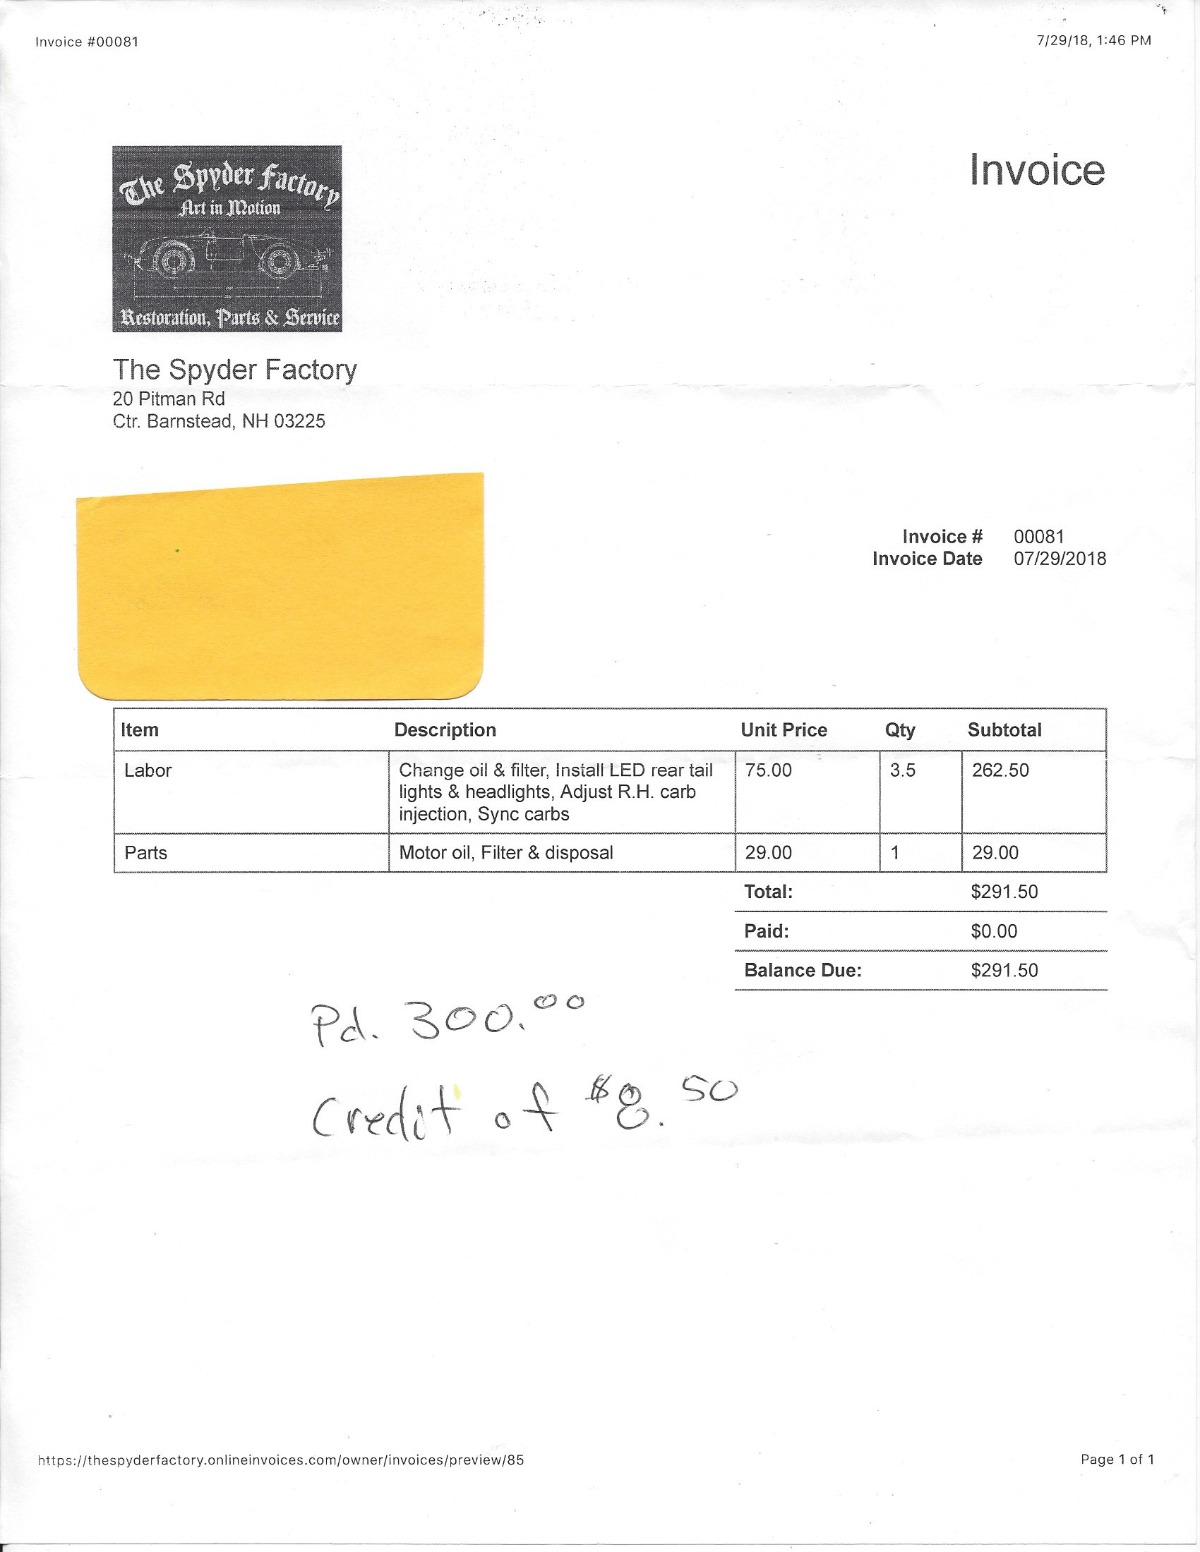 Invoice #00081
7/29/18, 1:46 PM
The Spyder Factory
Art in Motion
Restoration, Parts & Service
Invoice
The Spyder Factory
20 Pitman Rd
Ctr. Barnstead, NH 03225
Invoice # 00081
Invoice Date 07/29/2018
Item Description Unit Price Qty Subtotal
Labor Change oil & filter, Install LED rear tail 75.00 3.5 262.50
lights & headlights, Adjust R.H. carb
injection, Sync carbs
Parts Motor oil, Filter & disposal 29.00 1 29.00
Total: $291.50
Paid: $0.00
Balance Due: $291.50
Pd. 300.00
Credit of $8.50
https://thespyderfactory.onlineinvoices.com/owner/invoices/preview/85
Page 1 of 1